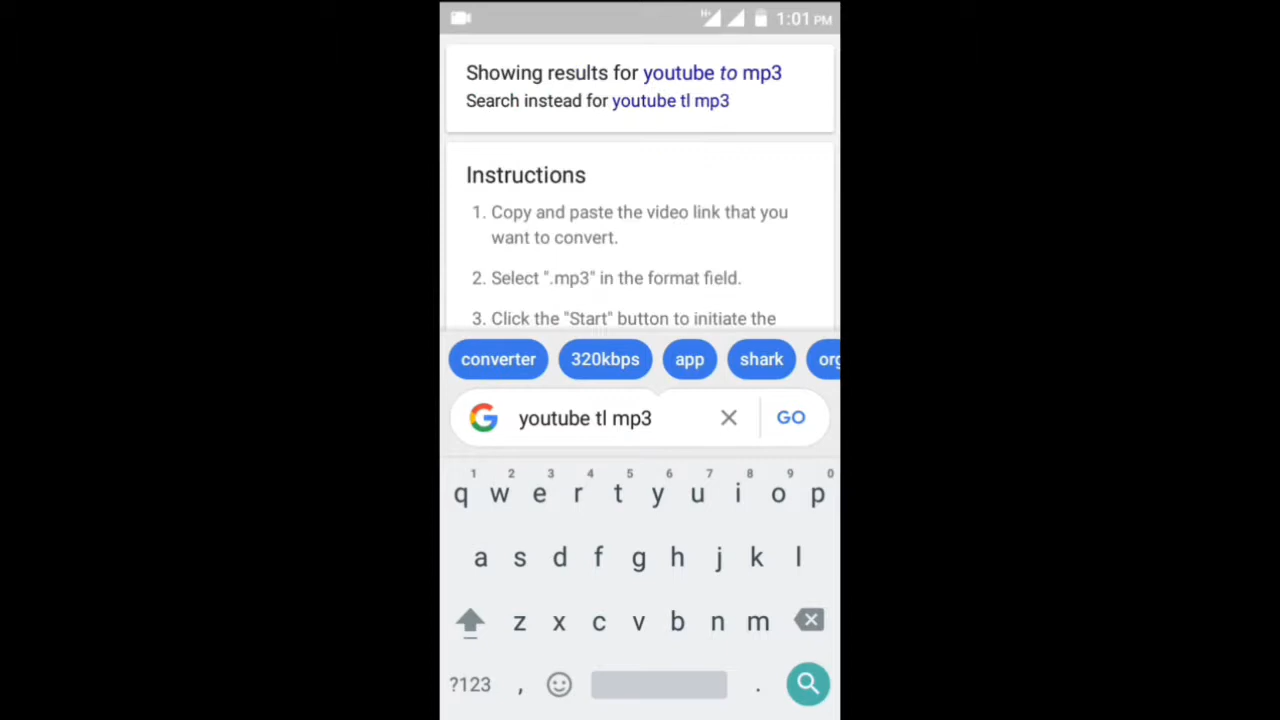 H+ 1:01 PM
Showing results for youtube to mp3
Search instead for youtube tl mp3
Instructions
1. Copy and paste the video link that you
want to convert.
2. Select ".mp3" in the format field.
3. Click the "Start" button to initiate the
converter 320kbps app shark org
G youtube tl mp3 GO
1 2 3 4 5 6 7 8 9 0
q w e r t y u i o p
a s d f g h j k l
z x c v b n m
?123 , .